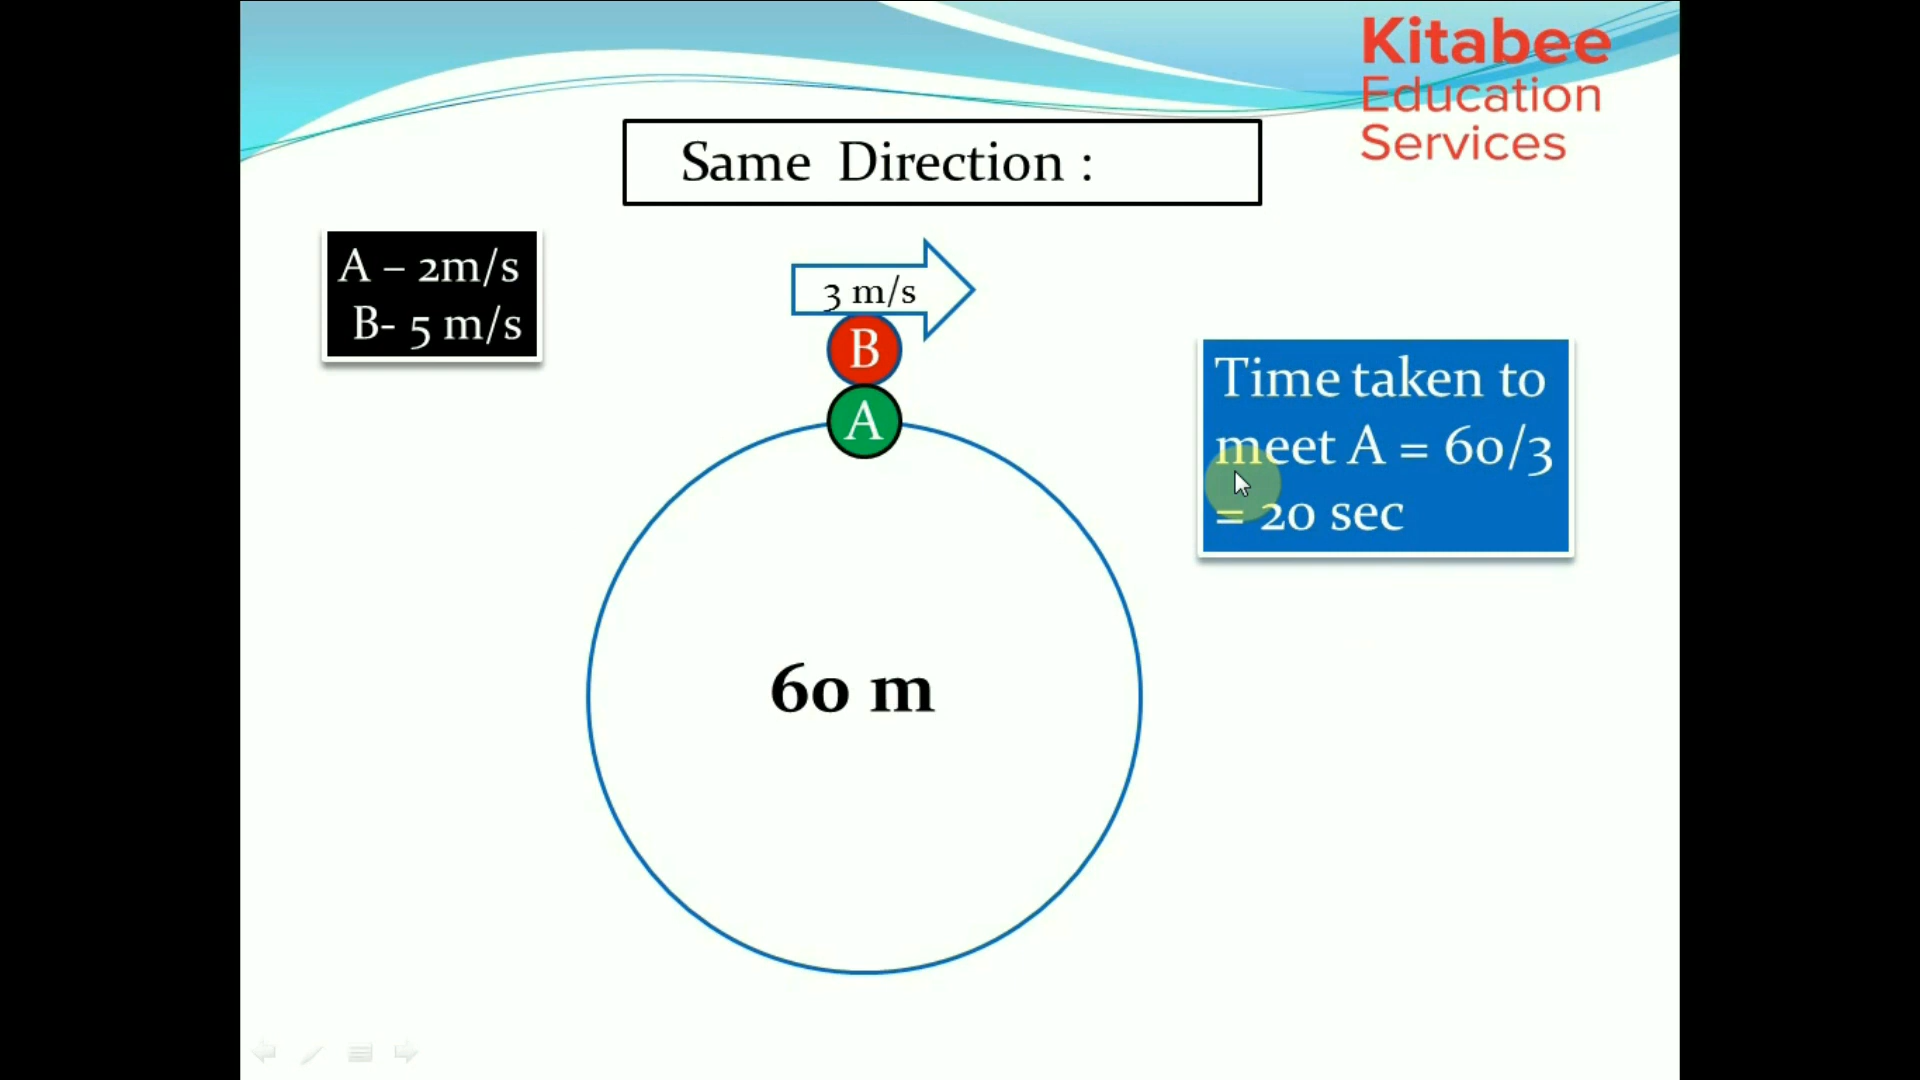 Kitabee
Education
Services
Same Direction :
A – 2m/s
B- 5 m/s
3 m/s
B
A
Time taken to
meet A = 60/3
= 20 sec
60 m